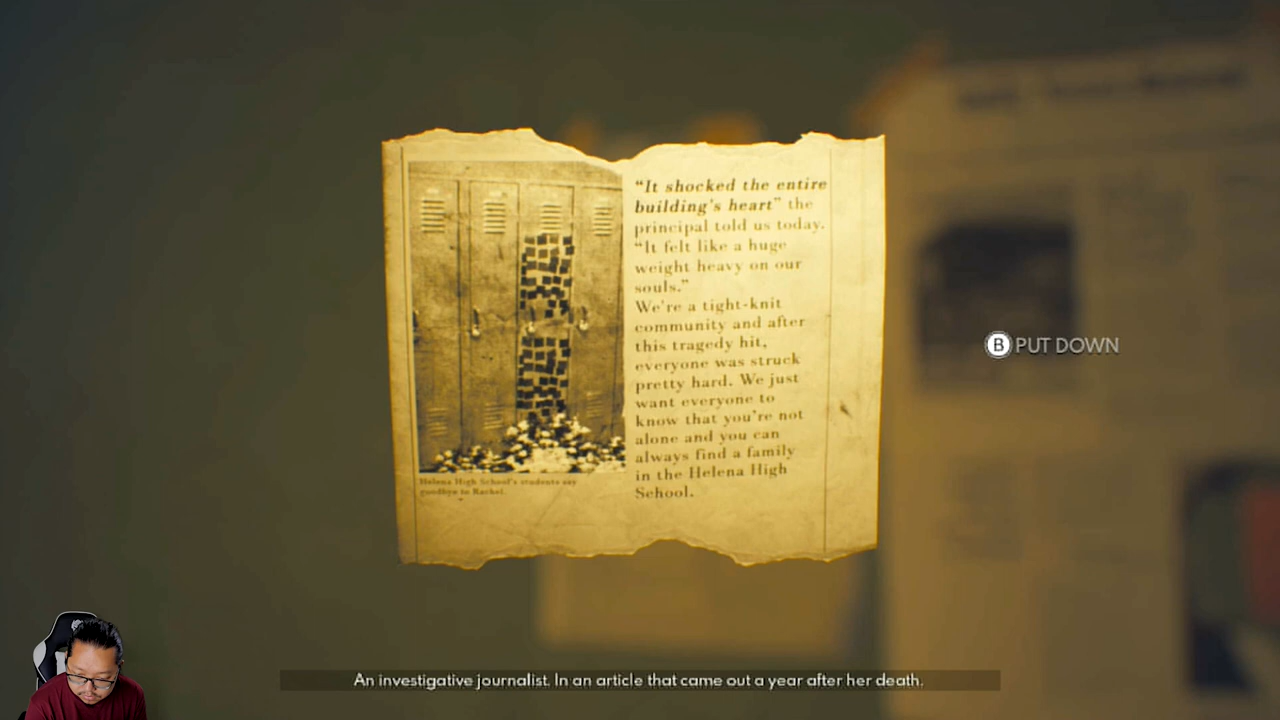 “It shocked the entire
building's heart” the
principal told us today.
“It felt like a huge
weight heavy on our
souls.”
We're a tight-knit
community and after
this tragedy hit,
everyone was struck
pretty hard. We just
want everyone to
know that you're not
alone and you can
always find a family
in the Helena High
School.
Helena High School's students say
goodbye to Rachel.
B PUT DOWN
An investigative journalist. In an article that came out a year after her death.